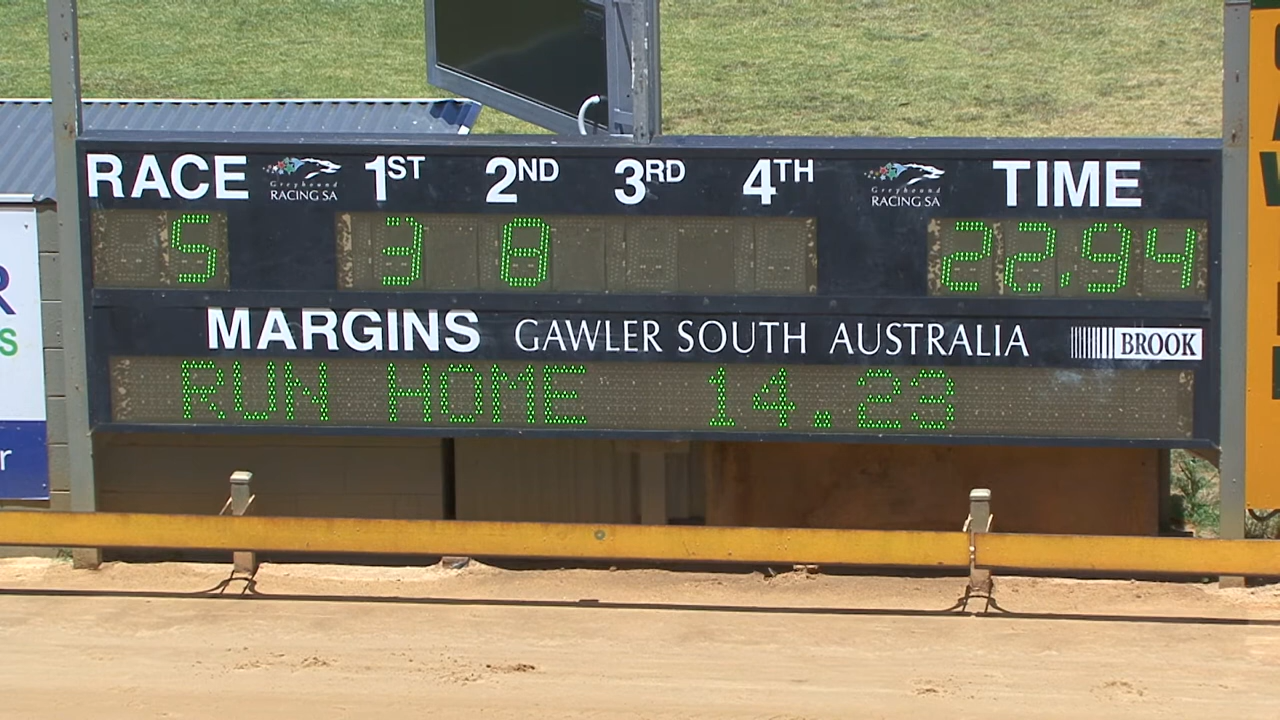 RACE Greyhound RACING SA 1ST 2ND 3RD 4TH Greyhound RACING SA TIME
5 3 8 22.94
MARGINS GAWLER SOUTH AUSTRALIA BROOK
RUN HOME 14.23
R
S
r